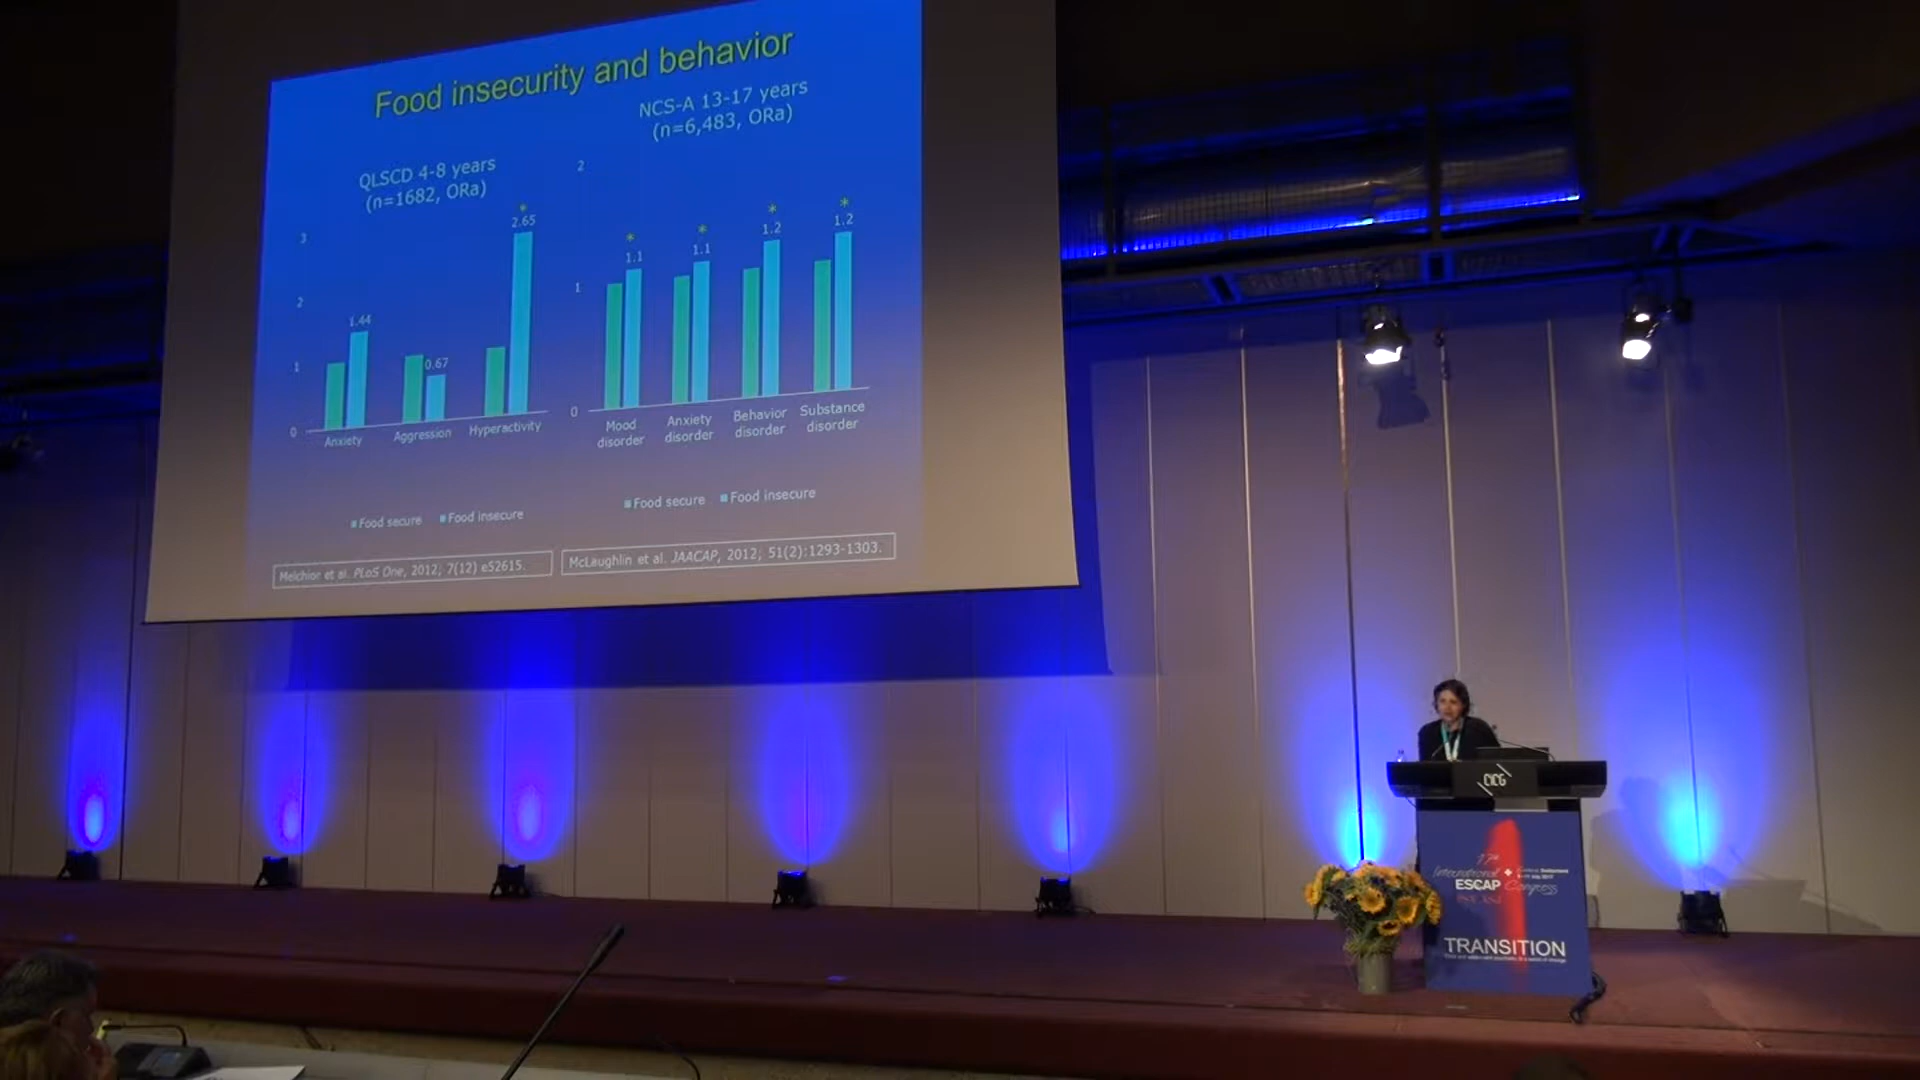 Food insecurity and behavior
QLSCD 4-8 years
(n=1682, ORa)
3
2
1
0
1.44
0.67
*
2.65
Anxiety
Aggression
Hyperactivity
Food secure
Food insecure
Melchior et al. PLoS One, 2012, 7(12) e52615.
NCS-A 13-17 years
(n=6,483, ORa)
2
1
0
*
1.1
*
1.1
*
1.2
*
1.2
Mood
disorder
Anxiety
disorder
Behavior
disorder
Substance
disorder
Food secure
Food insecure
McLaughlin et al. JAACAP, 2012, 51(2):1293-1303.
CICG
17th
International
ESCAP Congress
TRANSITION